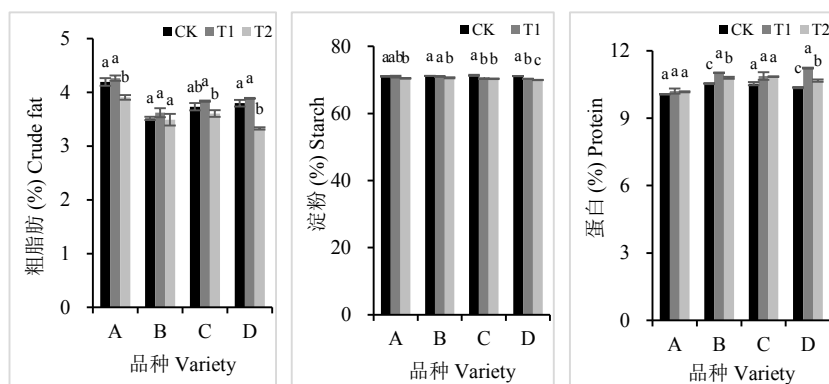 CK T1 T2
5
4
3
2
1
0
a a b a a a ab a b a a b
A B C D
粗脂肪 (%) Crude fat
品种 Variety
CK T1 T2
80
60
40
20
0
a ab b a a b a b b a b c
A B C D
淀粉 (%) Starch
品种 Variety
CK T1 T2
12
9
6
3
0
a a a c a b a a a c a b
A B C D
蛋白 (%) Protein
品种 Variety